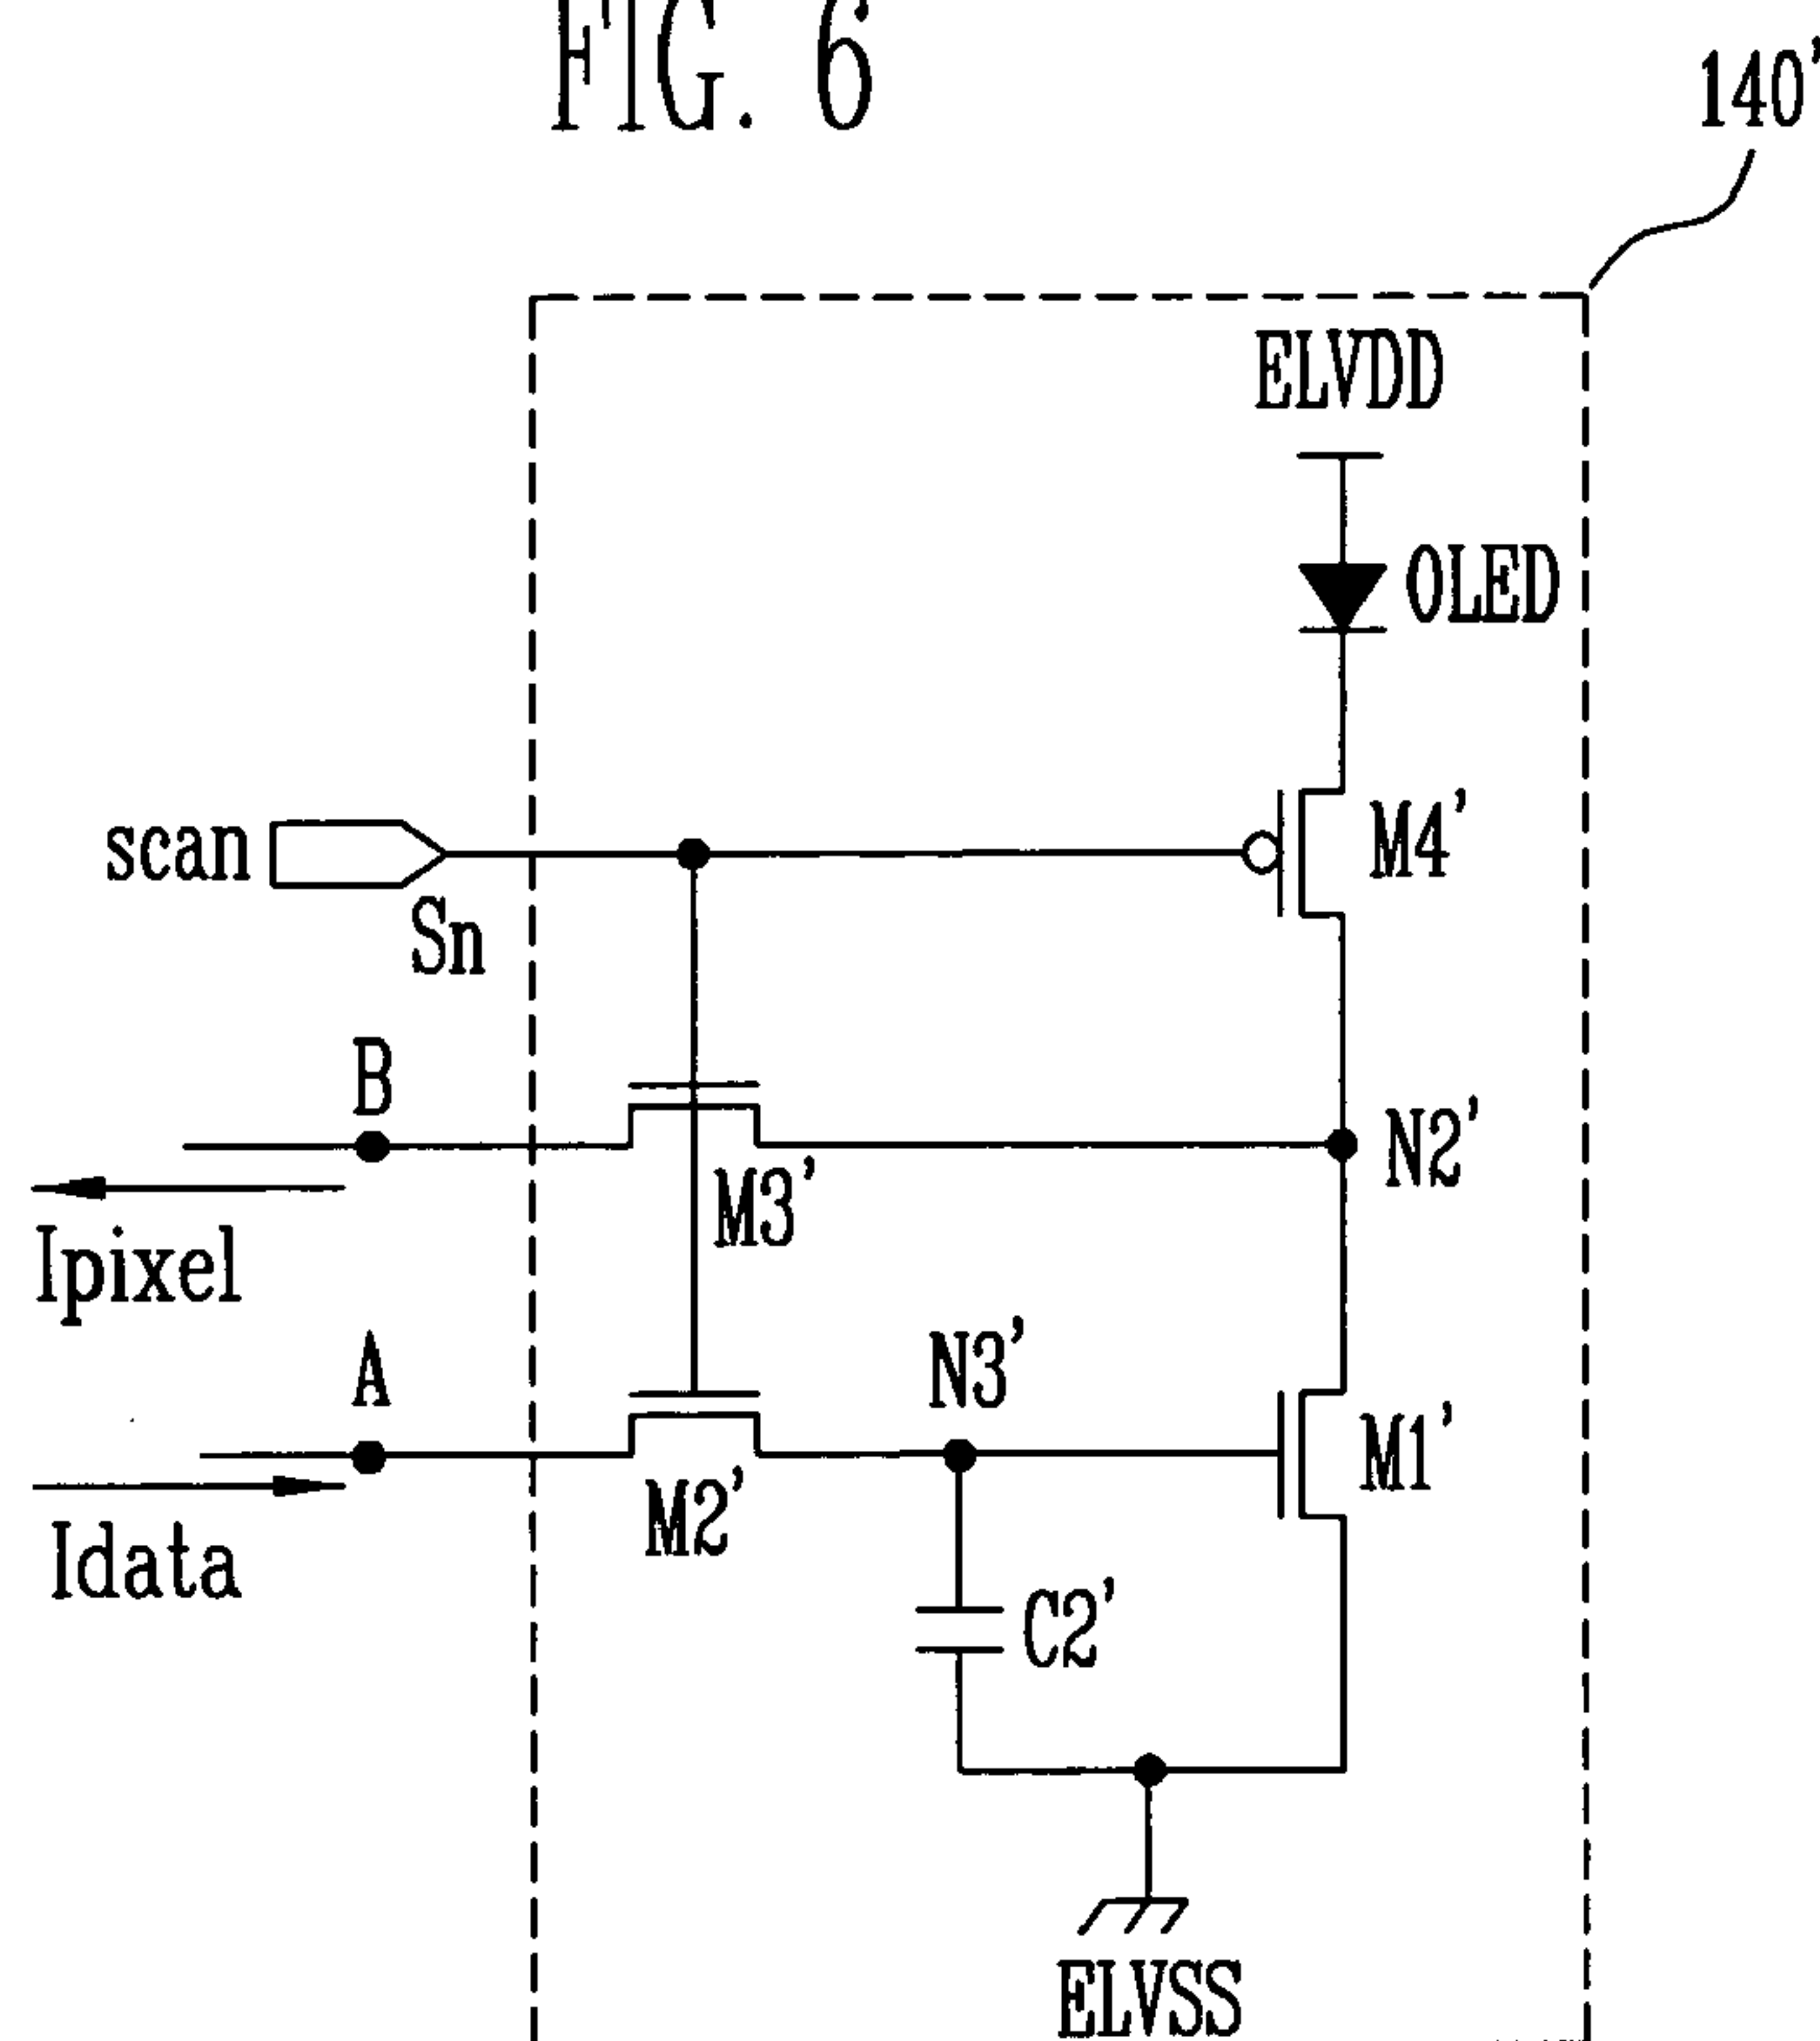 FIG. 6
140'
ELVDD
OLED
scan
M4'
Sn
B
N2'
M3'
Ipixel
A
N3'
M1'
M2'
Idata
C2'
ELVSS